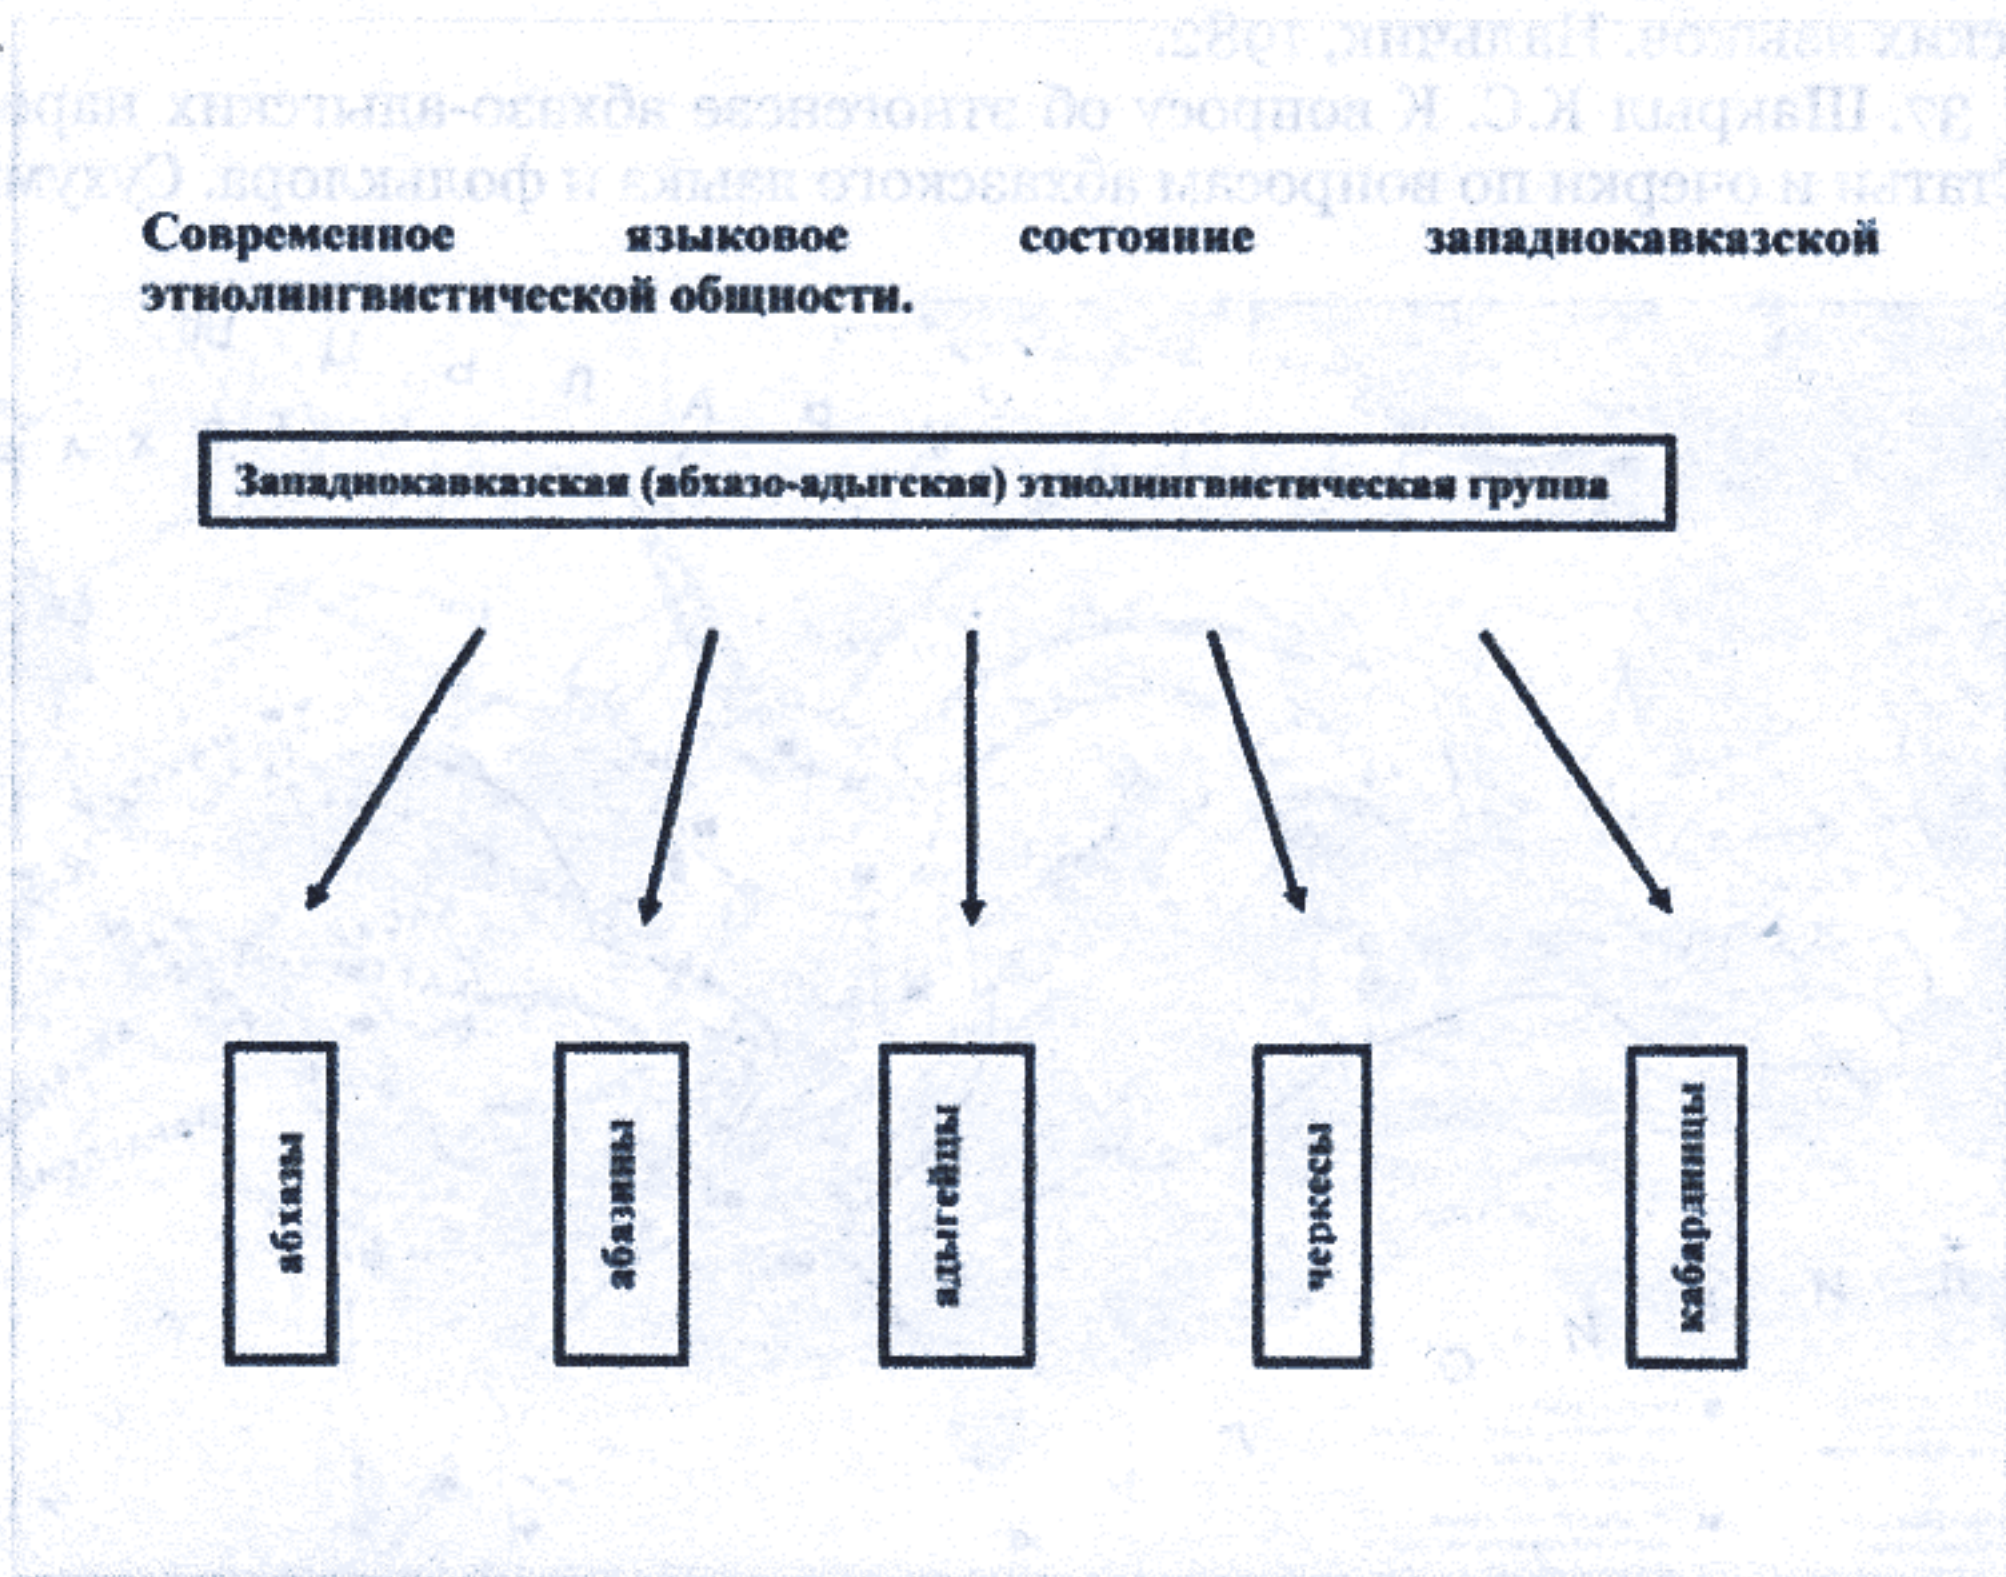 Современное языковое состояние западнокавказской
этнолингвистической общности.
Западнокавказская (абхазо-адыгская) этнолингвистическая группа
абхазы
абазины
адыгейцы
черкесы
кабардинцы